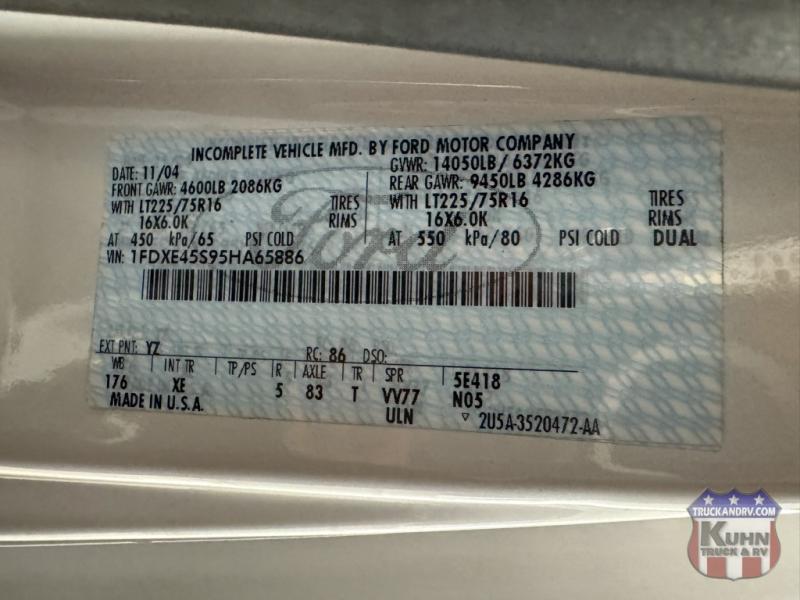 INCOMPLETE VEHICLE MFD. BY FORD MOTOR COMPANY
DATE: 11/04 GVWR: 14050LB/ 6372KG
FRONT GAWR: 4600LB 2086KG REAR GAWR: 9450LB 4286KG
WITH LT225/75R16 TIRES WITH LT225/75R16 TIRES
16X6.0K RIMS 16X6.0K RIMS
AT 450 kPa/65 PSI COLD AT 550 kPa/80 PSI COLD DUAL
VIN: 1FDXE45S95HA65886
Ford
EXT PNT: YZ RC: 86 DSO:
WB INT TR TP/PS R AXLE TR SPR 5E418
176 XE 5 83 T VV77 N05
MADE IN U.S.A. ULN ▽ 2U5A-3520472-AA
TRUCKANDRV.COM
KUHN
TRUCK & RV